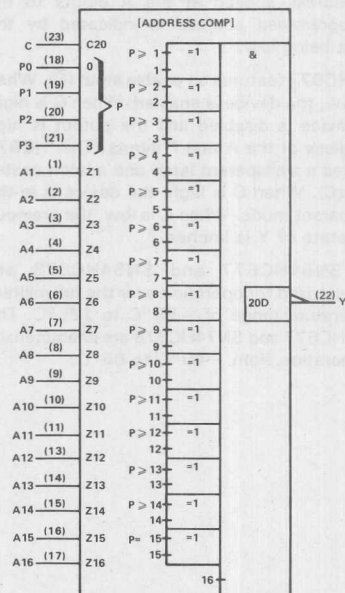 [ADDRESS COMP]
C (23) C20
P ⩾ 1 =1 &
1
P0 (18) 0
P ⩾ 2 =1
P1 (19) P
2
P ⩾ 3 =1
P2 (20)
3
P3 (21) 3
P ⩾ 4 =1
A1 (1) Z1
4
P ⩾ 5 =1
A2 Z2
5
P ⩾ 6 =1
A3 Z3
6
A4 (4) Z4
P ⩾ 7 =1
(5)
7
P ⩾ 8 =1
A6 (6) Z6
8
20D (22) Y
A7 (7) Z7
P ⩾ 9 =1
9
A8 (8) Z8
P ⩾ 10 =1
A9 (9) Z9
10
A10 (10) Z10
P ⩾ 11 =1
11
A11 (11) Z11
P ⩾ 12 =1
12
A12 (13) Z12
P ⩾ 13 =1
A13 (14) Z13
13
A14 (15) Z14
P ⩾ 14 =1
14
A15 (16) Z15
P= 15 =1
15
A16 (17) Z16
16